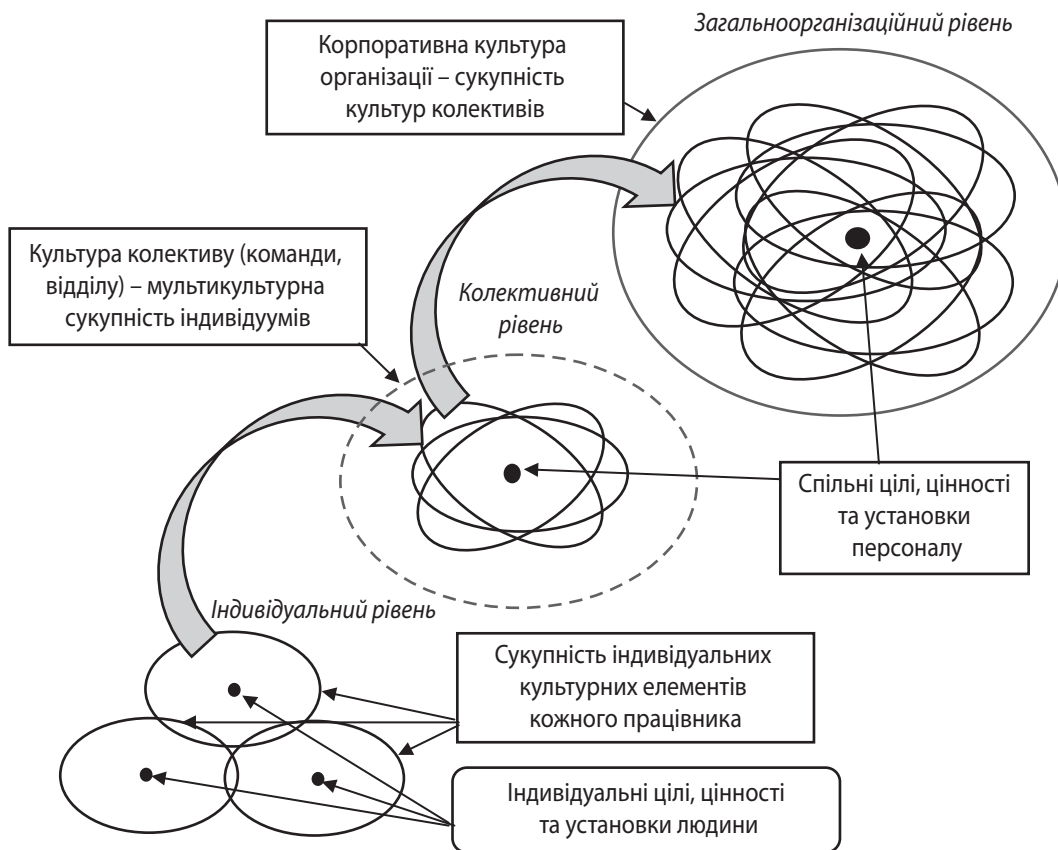 Загальноорганізаційний рівень
Корпоративна культура
організації – сукупність
культур колективів
Культура колективу (команди,
відділу) – мультикультурна
сукупність індивідуумів
Колективний
рівень
Спільні цілі, цінності
та установки
персоналу
Індивідуальний рівень
Сукупність індивідуальних
культурних елементів
кожного працівника
Індивідуальні цілі, цінності
та установки людини